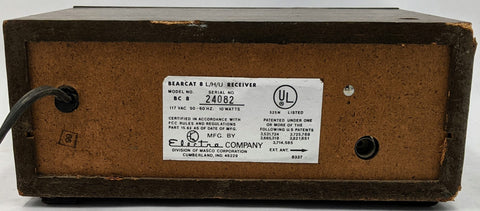 BEARCAT 8 L/H/U RECEIVER
MODEL NO. SERIAL NO.
BC 8 24082
117 VAC 50-60 HZ. 10 WATTS
CERTIFIED IN ACCORDANCE WITH
FCC RULES AND REGULATIONS
PART 15.63 AS OF DATE OF MFG.
MFG. BY
Electra COMPANY
DIVISION OF MASCO CORPORATION
CUMBERLAND, IN. 46229
UL
LISTED
PATENTED UNDER ONE
OR MORE OF THE
FOLLOWING U.S. PATENTS
3,714,585
EXT. ANT.